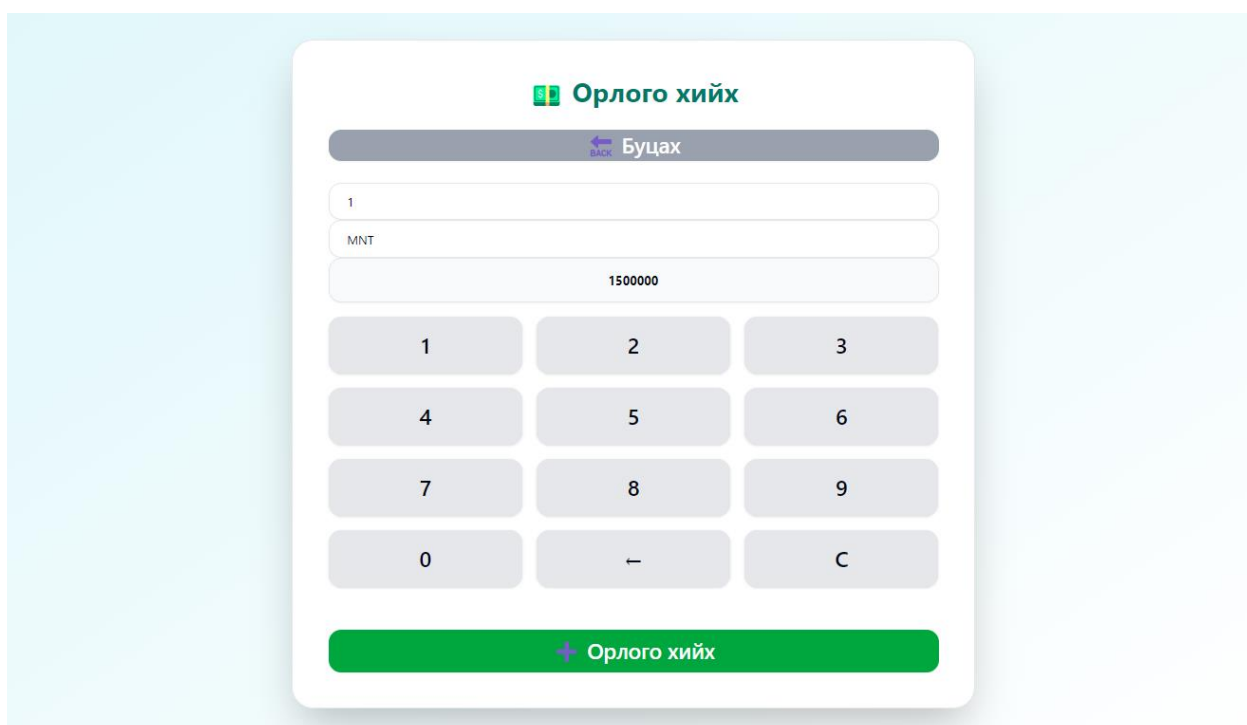 Орлого хийх
BACK Буцах
1
MNT
1500000
1 2 3
4 5 6
7 8 9
0 ← C
➕ Орлого хийх